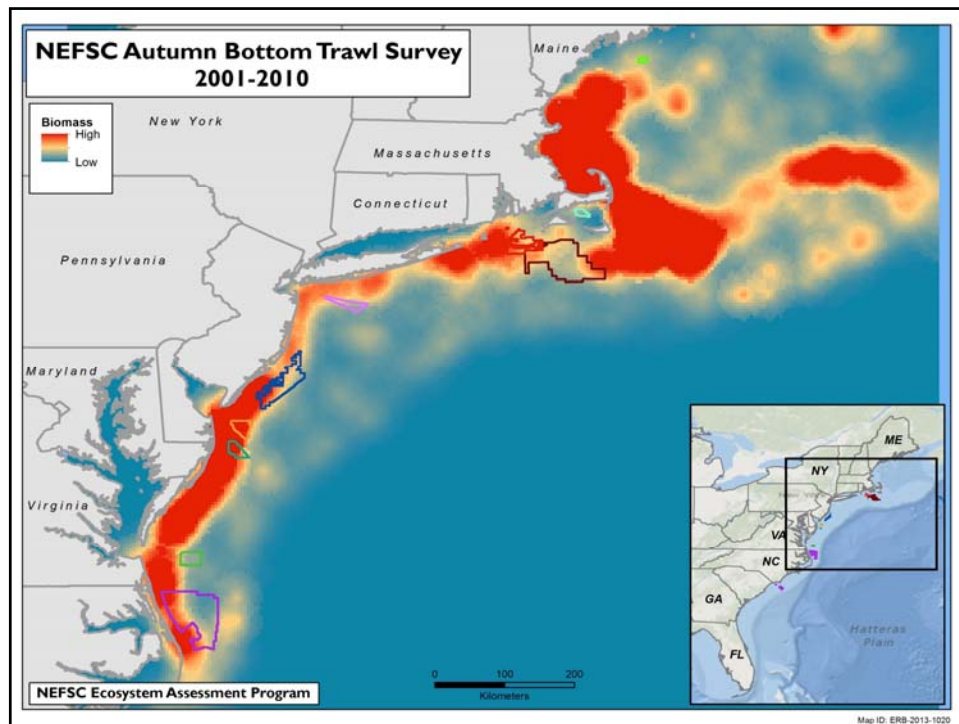 NEFSC Autumn Bottom Trawl Survey
2001-2010
Biomass
High
Low
Maine
New York
Massachusetts
Connecticut
Pennsylvania
Maryland
Virginia
ME
NY
VA
NC
GA
FL
Hatteras
Plain
0 100 200
Kilometers
NEFSC Ecosystem Assessment Program
Map ID: ERB-2013-1020